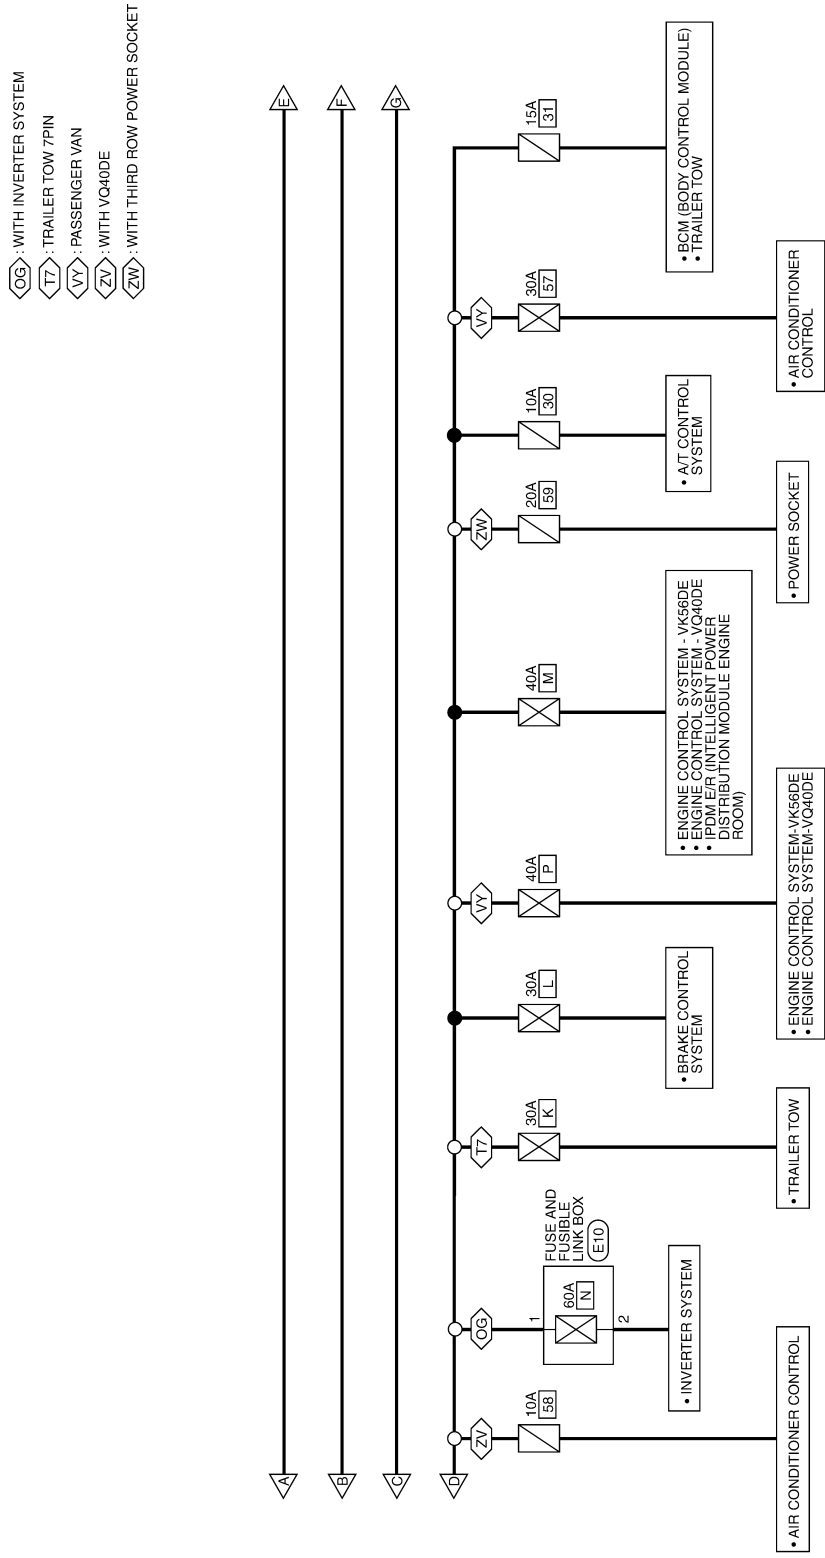 OG : WITH INVERTER SYSTEM
T7 : TRAILER TOW 7PIN
VY : PASSENGER VAN
ZV : WITH VQ40DE
ZW : WITH THIRD ROW POWER SOCKET
A
E
B
F
C
G
D
ZV
10A
58
• AIR CONDITIONER CONTROL
OG
1
60A
N
2
FUSE AND
FUSIBLE
LINK BOX
E10
• INVERTER SYSTEM
T7
30A
K
• TRAILER TOW
30A
L
• BRAKE CONTROL
SYSTEM
VY
40A
P
• ENGINE CONTROL SYSTEM-VK56DE
• ENGINE CONTROL SYSTEM-VQ40DE
40A
M
• ENGINE CONTROL SYSTEM - VK56DE
• ENGINE CONTROL SYSTEM - VQ40DE
• IPDM E/R (INTELLIGENT POWER
DISTRIBUTION MODULE ENGINE
ROOM)
ZW
20A
59
• POWER SOCKET
10A
30
• A/T CONTROL
SYSTEM
VY
30A
57
• AIR CONDITIONER
CONTROL
15A
31
• BCM (BODY CONTROL MODULE)
• TRAILER TOW